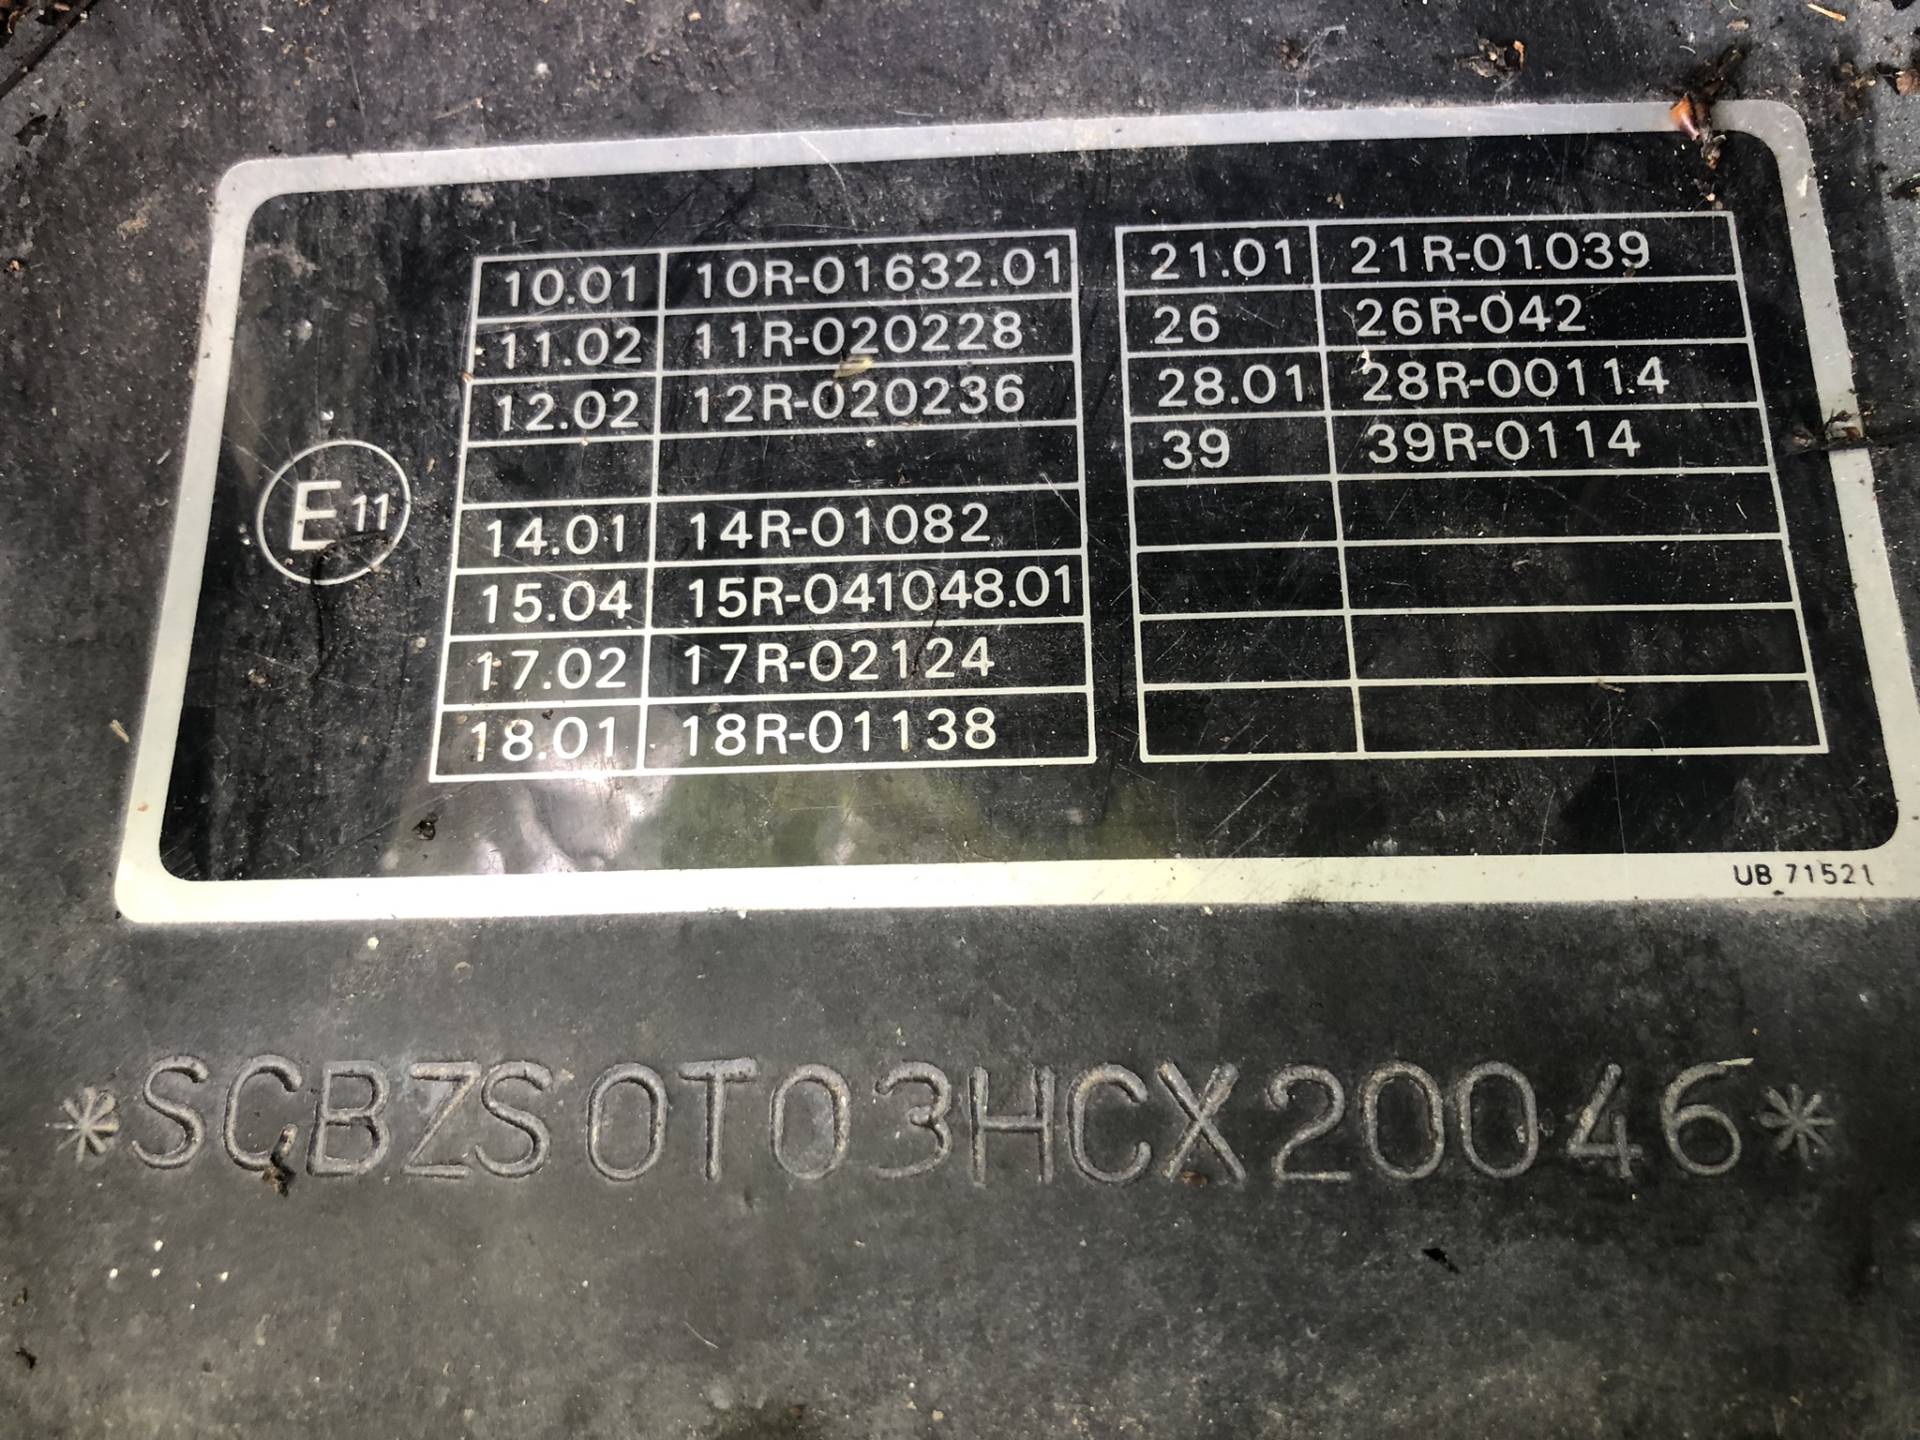 E11
10.01 10R-01632.01
11.02 11R-020228
12.02 12R-020236
14.01 14R-01082
15.04 15R-041048.01
17.02 17R-02124
18.01 18R-01138
21.01 21R-01039
26 26R-042
28.01 28R-00114
39 39R-0114
UB 71521
*SCBZS0T03HCX20046*